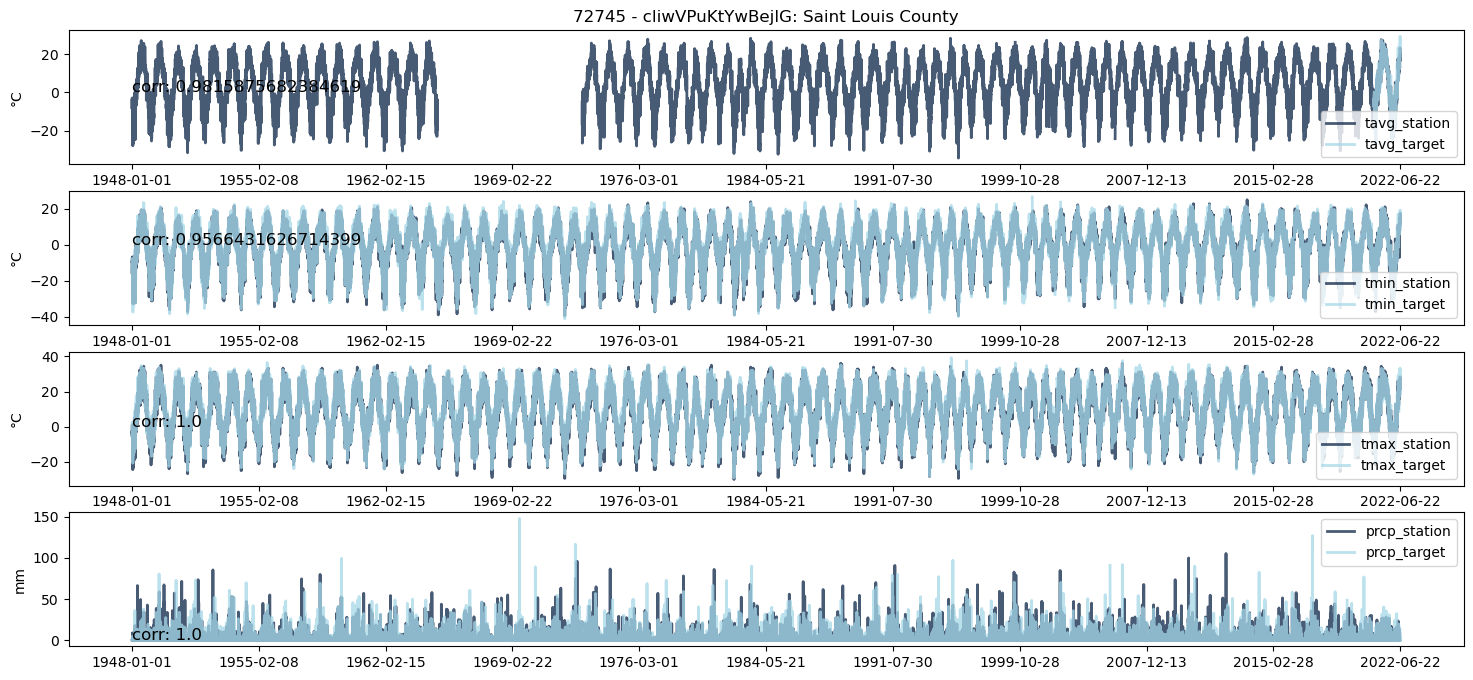 72745 - cliwVPuKtYwBejIG: Saint Louis County
20
0
−20
°C
corr: 0.9815875682384619
tavg_station
tavg_target
1948-01-01 1955-02-08 1962-02-15 1969-02-22 1976-03-01 1984-05-21 1991-07-30 1999-10-28 2007-12-13 2015-02-28 2022-06-22
20
0
−20
−40
°C
corr: 0.9566431626714399
tmin_station
tmin_target
1948-01-01 1955-02-08 1962-02-15 1969-02-22 1976-03-01 1984-05-21 1991-07-30 1999-10-28 2007-12-13 2015-02-28 2022-06-22
40
20
0
−20
°C
corr: 1.0
tmax_station
tmax_target
1948-01-01 1955-02-08 1962-02-15 1969-02-22 1976-03-01 1984-05-21 1991-07-30 1999-10-28 2007-12-13 2015-02-28 2022-06-22
150
100
50
0
mm
corr: 1.0
prcp_station
prcp_target
1948-01-01 1955-02-08 1962-02-15 1969-02-22 1976-03-01 1984-05-21 1991-07-30 1999-10-28 2007-12-13 2015-02-28 2022-06-22